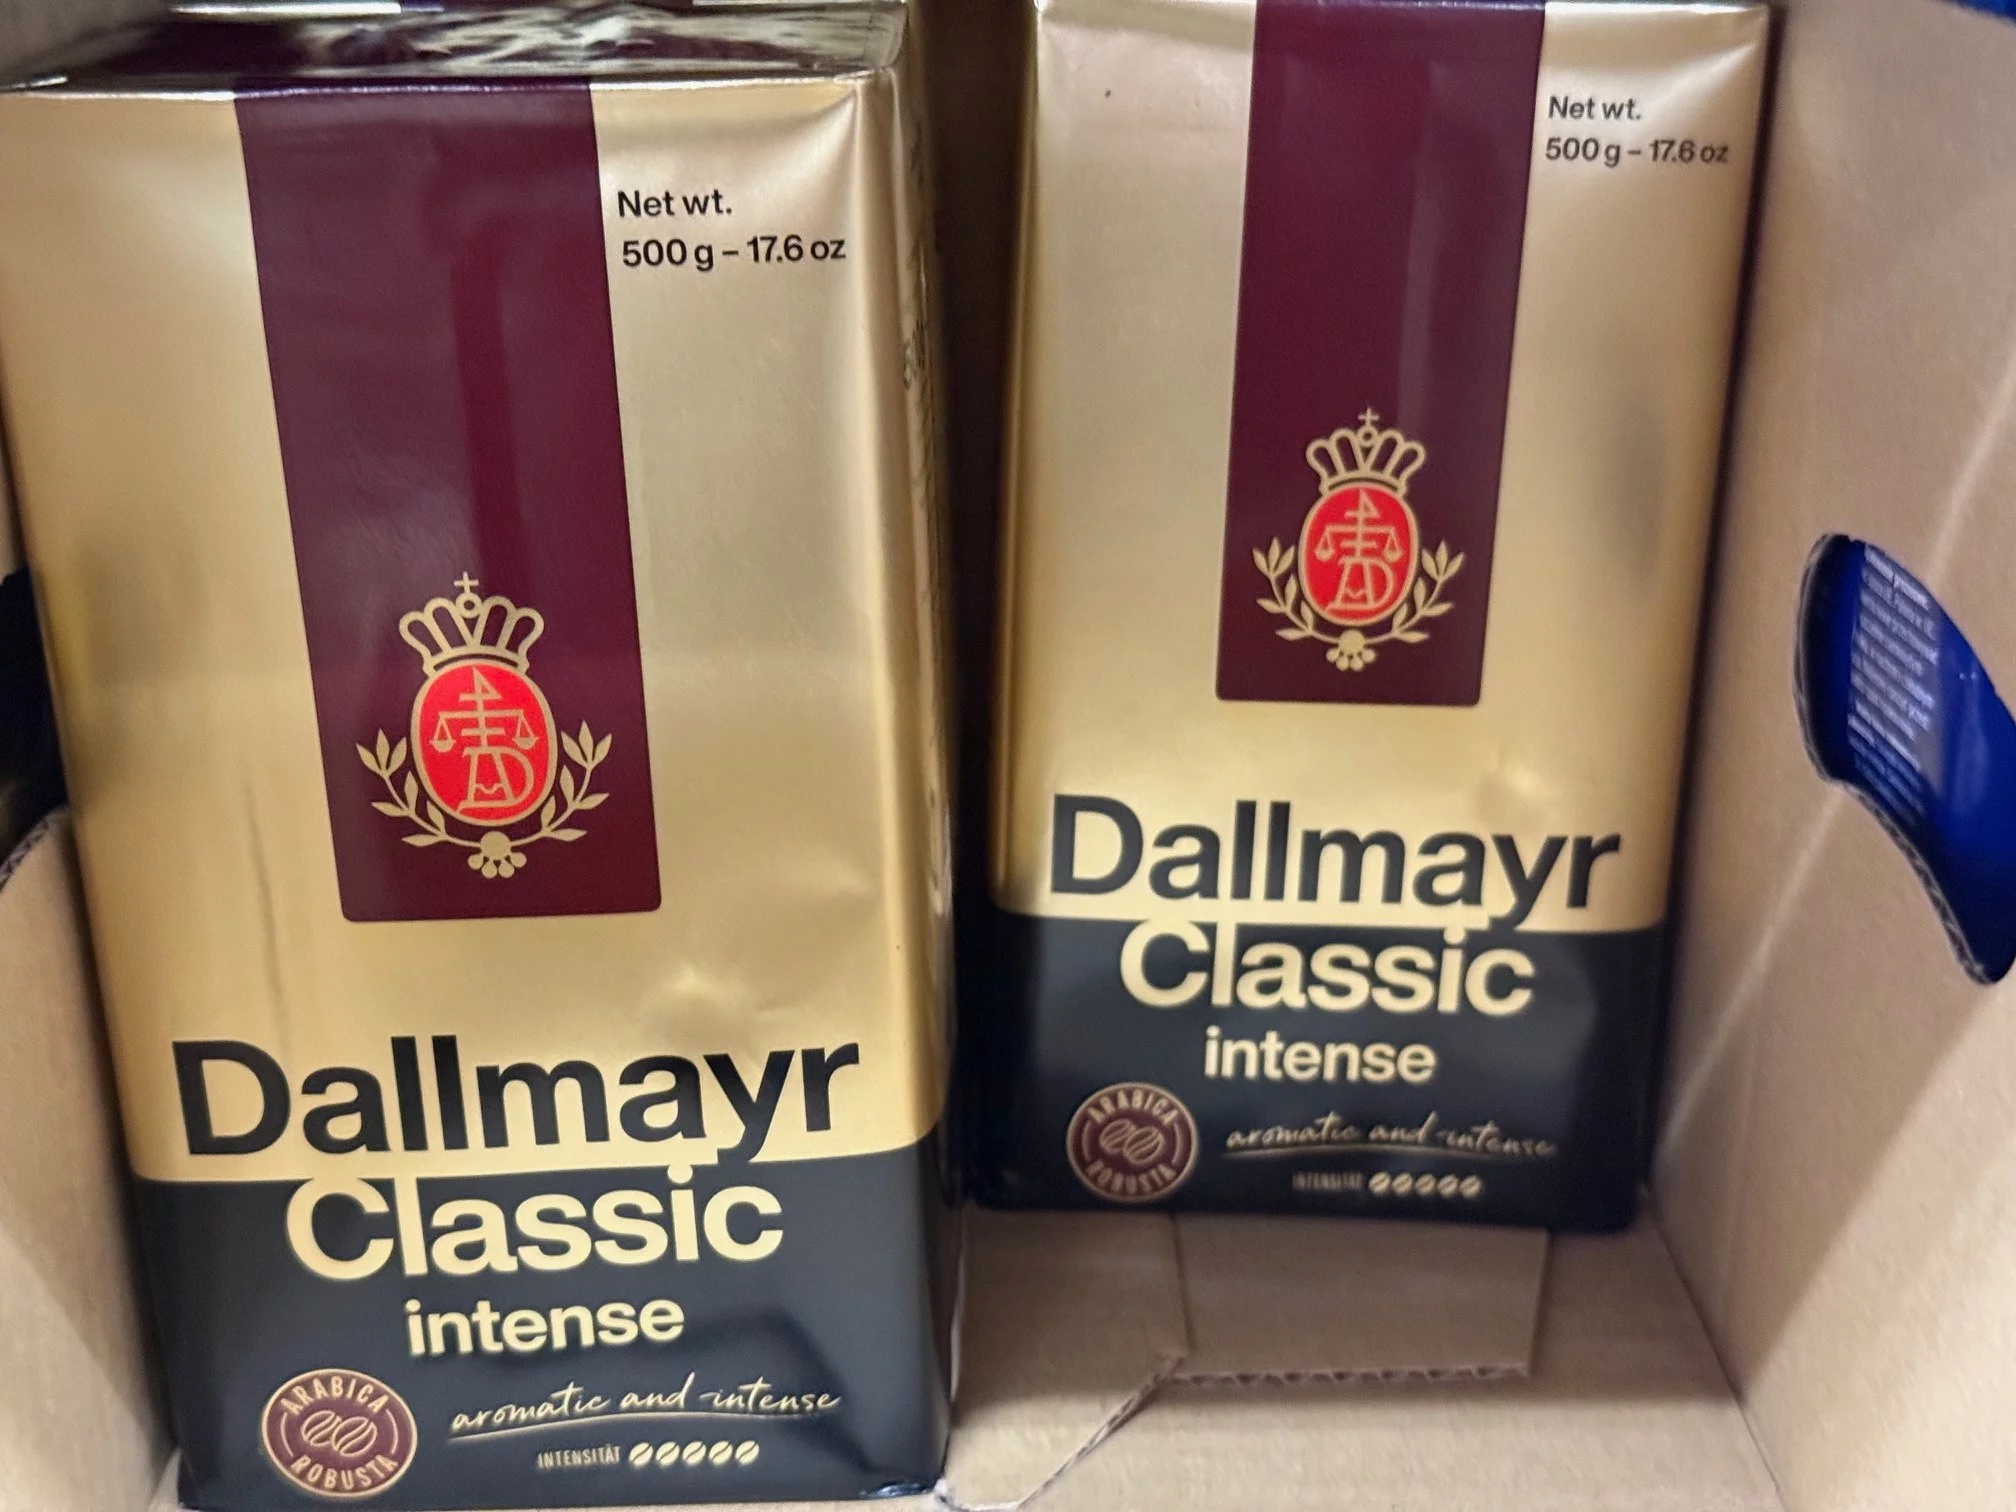 Net wt.
500 g – 17.6 oz
Dallmayr
Classic
intense
ARABICA
ROBUSTA
aromatic and intense
INTENSITÄT
Net wt.
500 g – 17.6 oz
Dallmayr
Classic
intense
ARABICA
ROBUSTA
aromatic and intense
INTENSITÄT